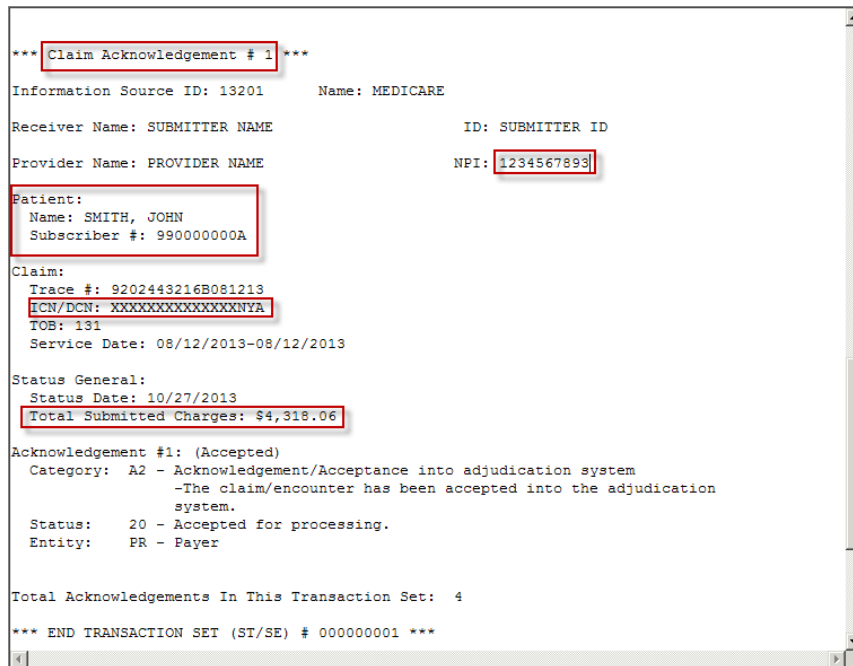 *** Claim Acknowledgement # 1 ***
Information Source ID: 13201 Name: MEDICARE
Receiver Name: SUBMITTER NAME ID: SUBMITTER ID
Provider Name: PROVIDER NAME NPI: 1234567893
Patient:
Name: SMITH, JOHN
Subscriber #: 990000000A
Claim:
Trace #: 9202443216B081213
ICN/DCN: XXXXXXXXXXXXXXNYA
TOB: 131
Service Date: 08/12/2013-08/12/2013
Status General:
Status Date: 10/27/2013
Total Submitted Charges: $4,318.06
Acknowledgement #1: (Accepted)
Category: A2 - Acknowledgement/Acceptance into adjudication system
-The claim/encounter has been accepted into the adjudication
system.
Status: 20 - Accepted for processing.
Entity: PR - Payer
Total Acknowledgements In This Transaction Set: 4
*** END TRANSACTION SET (ST/SE) # 000000001 ***